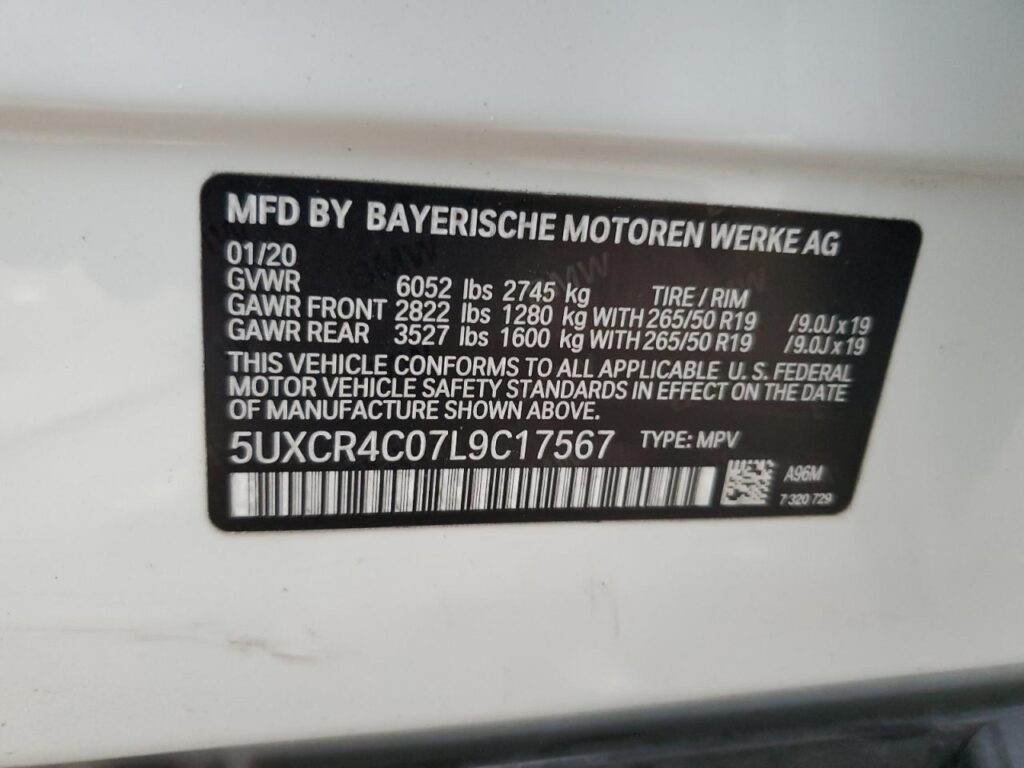 MFD BY BAYERISCHE MOTOREN WERKE AG
01/20
GVWR 6052 lbs 2745 kg TIRE / RIM
GAWR FRONT 2822 lbs 1280 kg WITH 265/50 R19 /9.0J x 19
GAWR REAR 3527 lbs 1600 kg WITH 265/50 R19 /9.0J x 19
THIS VEHICLE CONFORMS TO ALL APPLICABLE U. S. FEDERAL
MOTOR VEHICLE SAFETY STANDARDS IN EFFECT ON THE DATE
OF MANUFACTURE SHOWN ABOVE.
5UXCR4C07L9C17567 TYPE: MPV
A96M
7 320 729